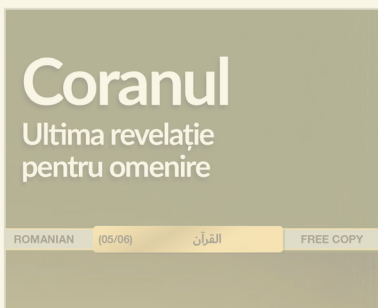 Coranul
Ultima revelație
pentru omenire
ROMANIAN (05/06) القرآن FREE COPY